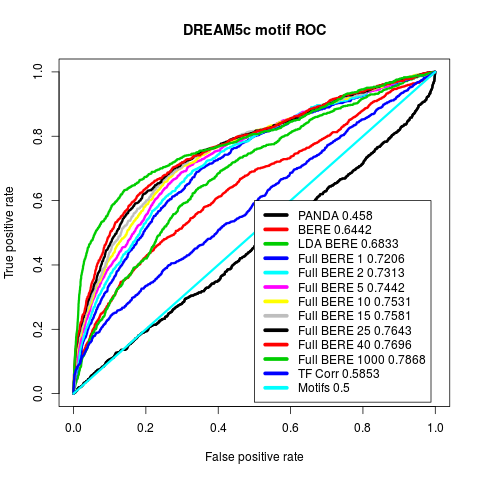 DREAM5c motif ROC
True positive rate
1.0
0.8
0.6
0.4
0.2
0.0
PANDA 0.458
BERE 0.6442
LDA BERE 0.6833
Full BERE 1 0.7206
Full BERE 2 0.7313
Full BERE 5 0.7442
Full BERE 10 0.7531
Full BERE 15 0.7581
Full BERE 25 0.7643
Full BERE 40 0.7696
Full BERE 1000 0.7868
TF Corr 0.5853
Motifs 0.5
0.0 0.2 0.4 0.6 0.8 1.0
False positive rate